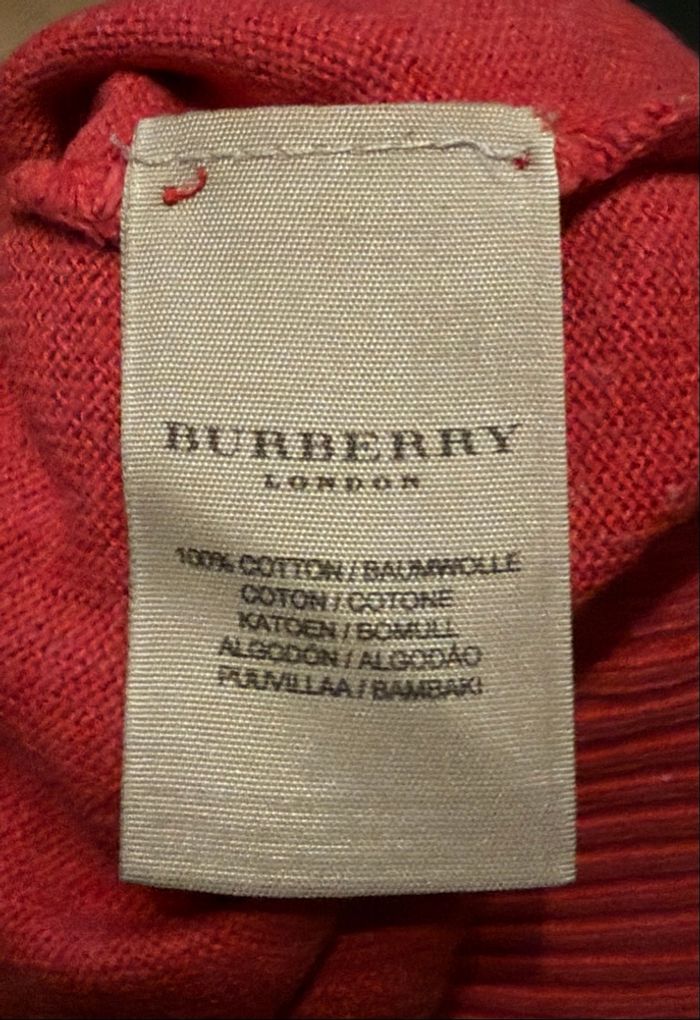 BURBERRY
LONDON
100% COTTON / BAUMWOLLE
COTON / COTONE
KATOEN / BOMULL
ALGODÓN / ALGODÃO
PUUVILLAA / BAMBAKI